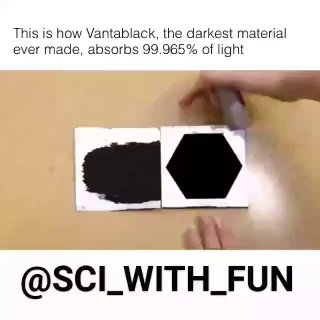 This is how Vantablack, the darkest material
ever made, absorbs 99.965% of light
@SCI_WITH_FUN